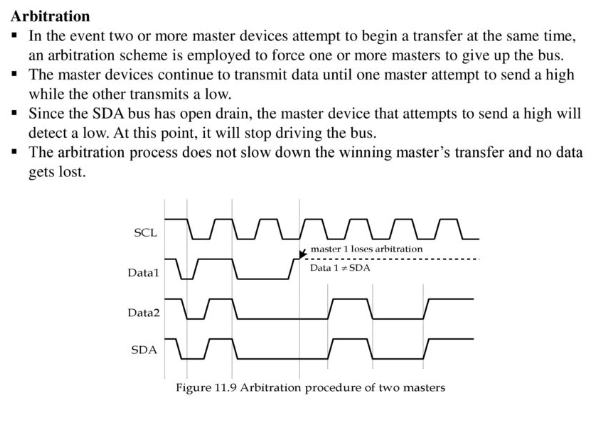 Arbitration
▪ In the event two or more master devices attempt to begin a transfer at the same time,
an arbitration scheme is employed to force one or more masters to give up the bus.
▪ The master devices continue to transmit data until one master attempt to send a high
while the other transmits a low.
▪ Since the SDA bus has open drain, the master device that attempts to send a high will
detect a low. At this point, it will stop driving the bus.
▪ The arbitration process does not slow down the winning master's transfer and no data
gets lost.
SCL
master 1 loses arbitration
Data1
Data 1 ≠ SDA
Data2
SDA
Figure 11.9 Arbitration procedure of two masters